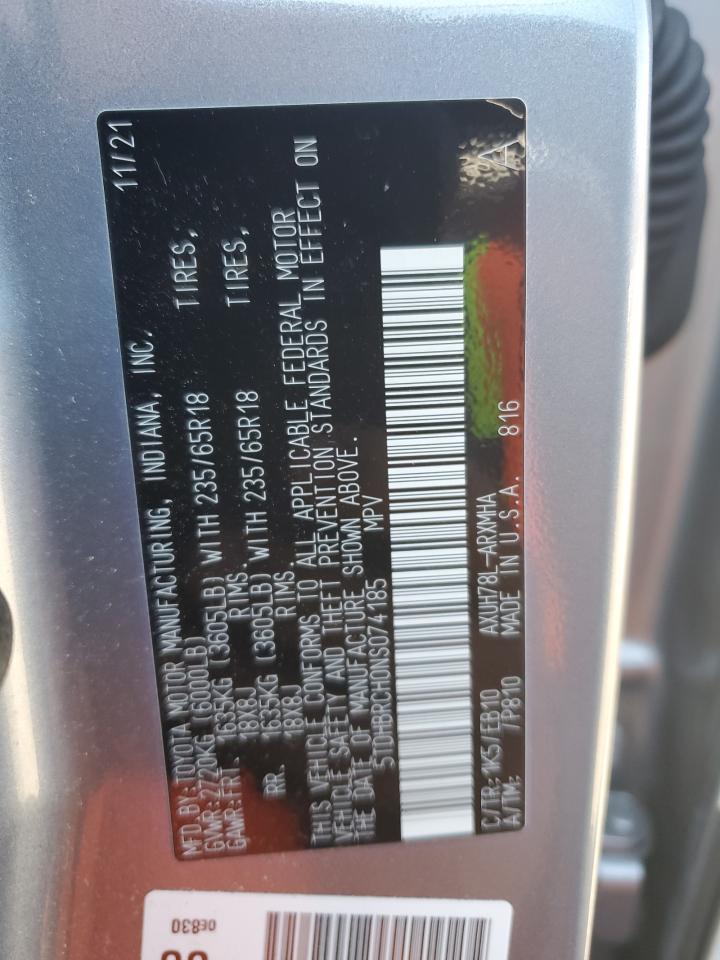 MFD.BY:TOYOTA MOTOR MANUFACTURING, INDIANA, INC. 11/21
GVWR:2720KG (6000LB)
GAWR:FRT. 1635KG (3605LB) WITH 235/65R18 TIRES,
18X8J RIMS,
RR. 1635KG (3605LB) WITH 235/65R18 TIRES,
18X8J RIMS.
THIS VEHICLE CONFORMS TO ALL APPLICABLE FEDERAL MOTOR
VEHICLE SAFETY AND THEFT PREVENTION STANDARDS IN EFFECT ON
THE DATE OF MANUFACTURE SHOWN ABOVE.
5TDHBRCH0NS074185 MPV
C/TR:1K5/EB10 AXUH78L-ARXMHA
A/TM: /P810 MADE IN U.S.A. 816
A
0E830